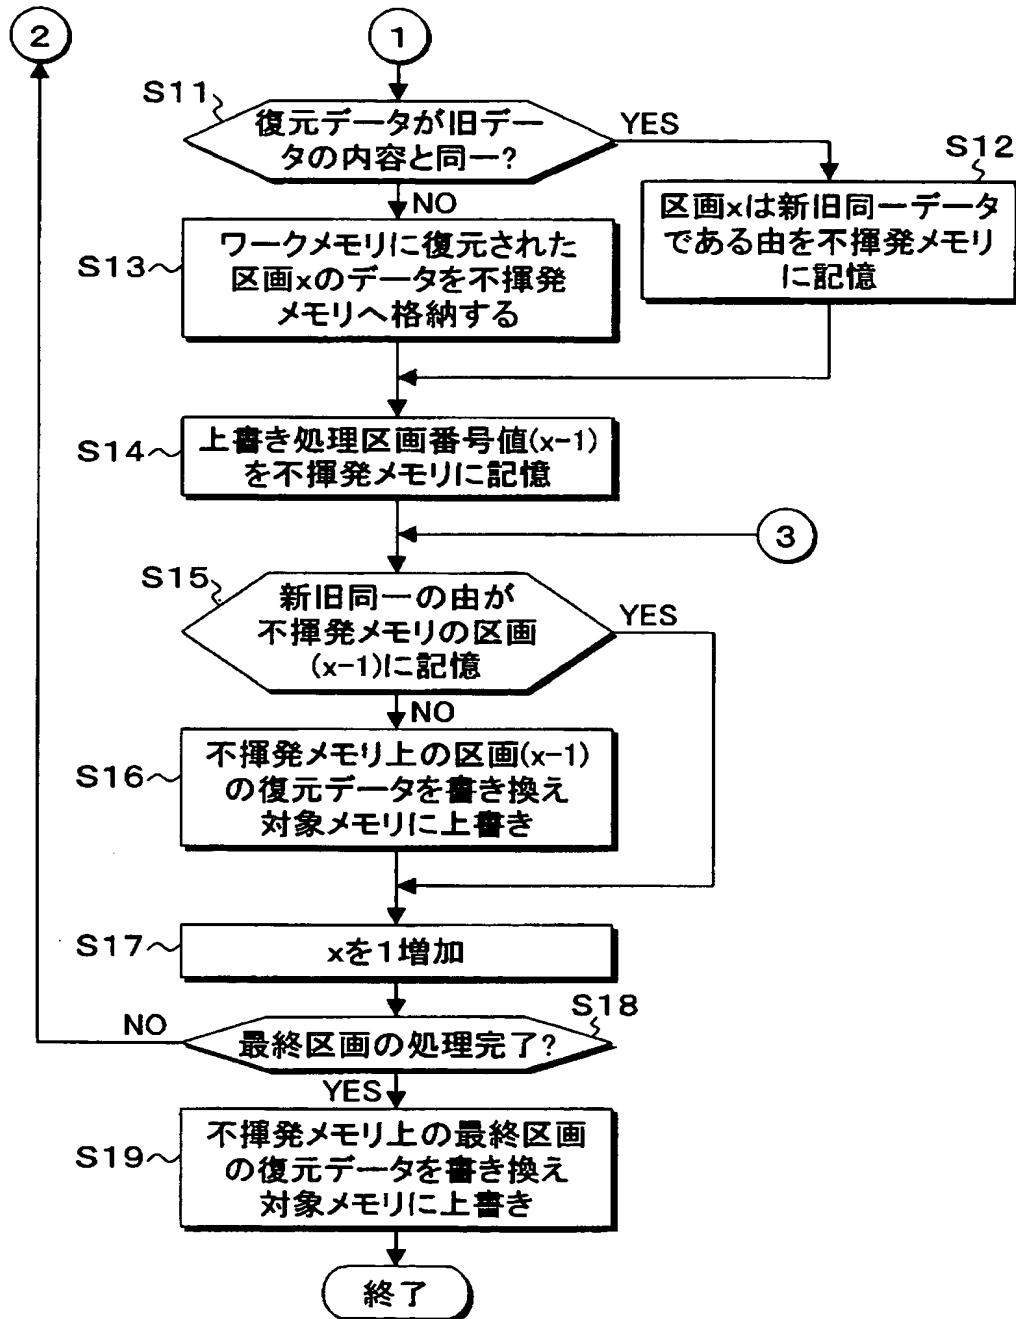 2
1
S11
復元データが旧デー
タの内容と同一?
YES
NO
S12
区画xは新旧同一データ
である由を不揮発メモリ
に記憶
S13
ワークメモリに復元された
区画xのデータを不揮発
メモリへ格納する
S14
上書き処理区画番号値(x-1)
を不揮発メモリに記憶
3
S15
新旧同一の由が
不揮発メモリの区画
(x-1)に記憶
YES
NO
S16
不揮発メモリ上の区画(x-1)
の復元データを書き換え
対象メモリに上書き
S17
xを1増加
S18
NO
最終区画の処理完了?
YES
S19
不揮発メモリ上の最終区画
の復元データを書き換え
対象メモリに上書き
終了